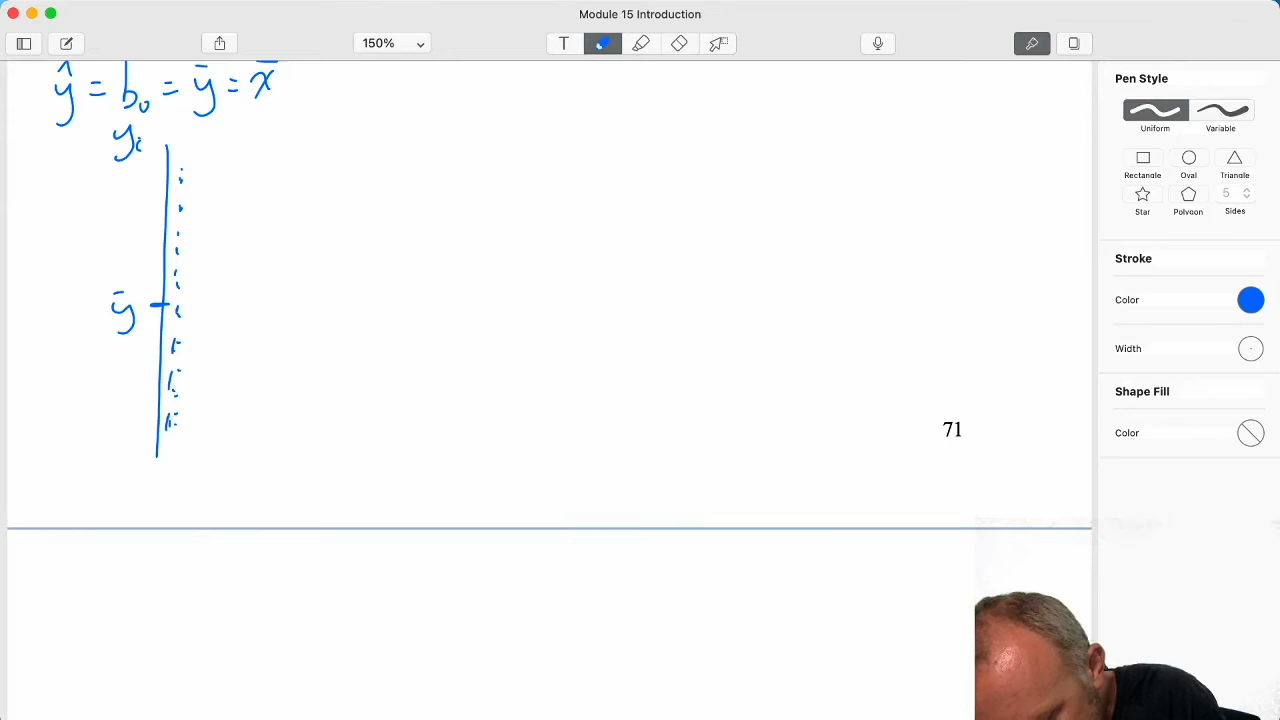 Module 15 Introduction
150%
T
ŷ = b₀ = ȳ = x̄
yᵢ
ȳ
71
Pen Style
Uniform
Variable
Rectangle
Oval
Triangle
5
Star
Polygon
Sides
Stroke
Color
Width
Shape Fill
Color